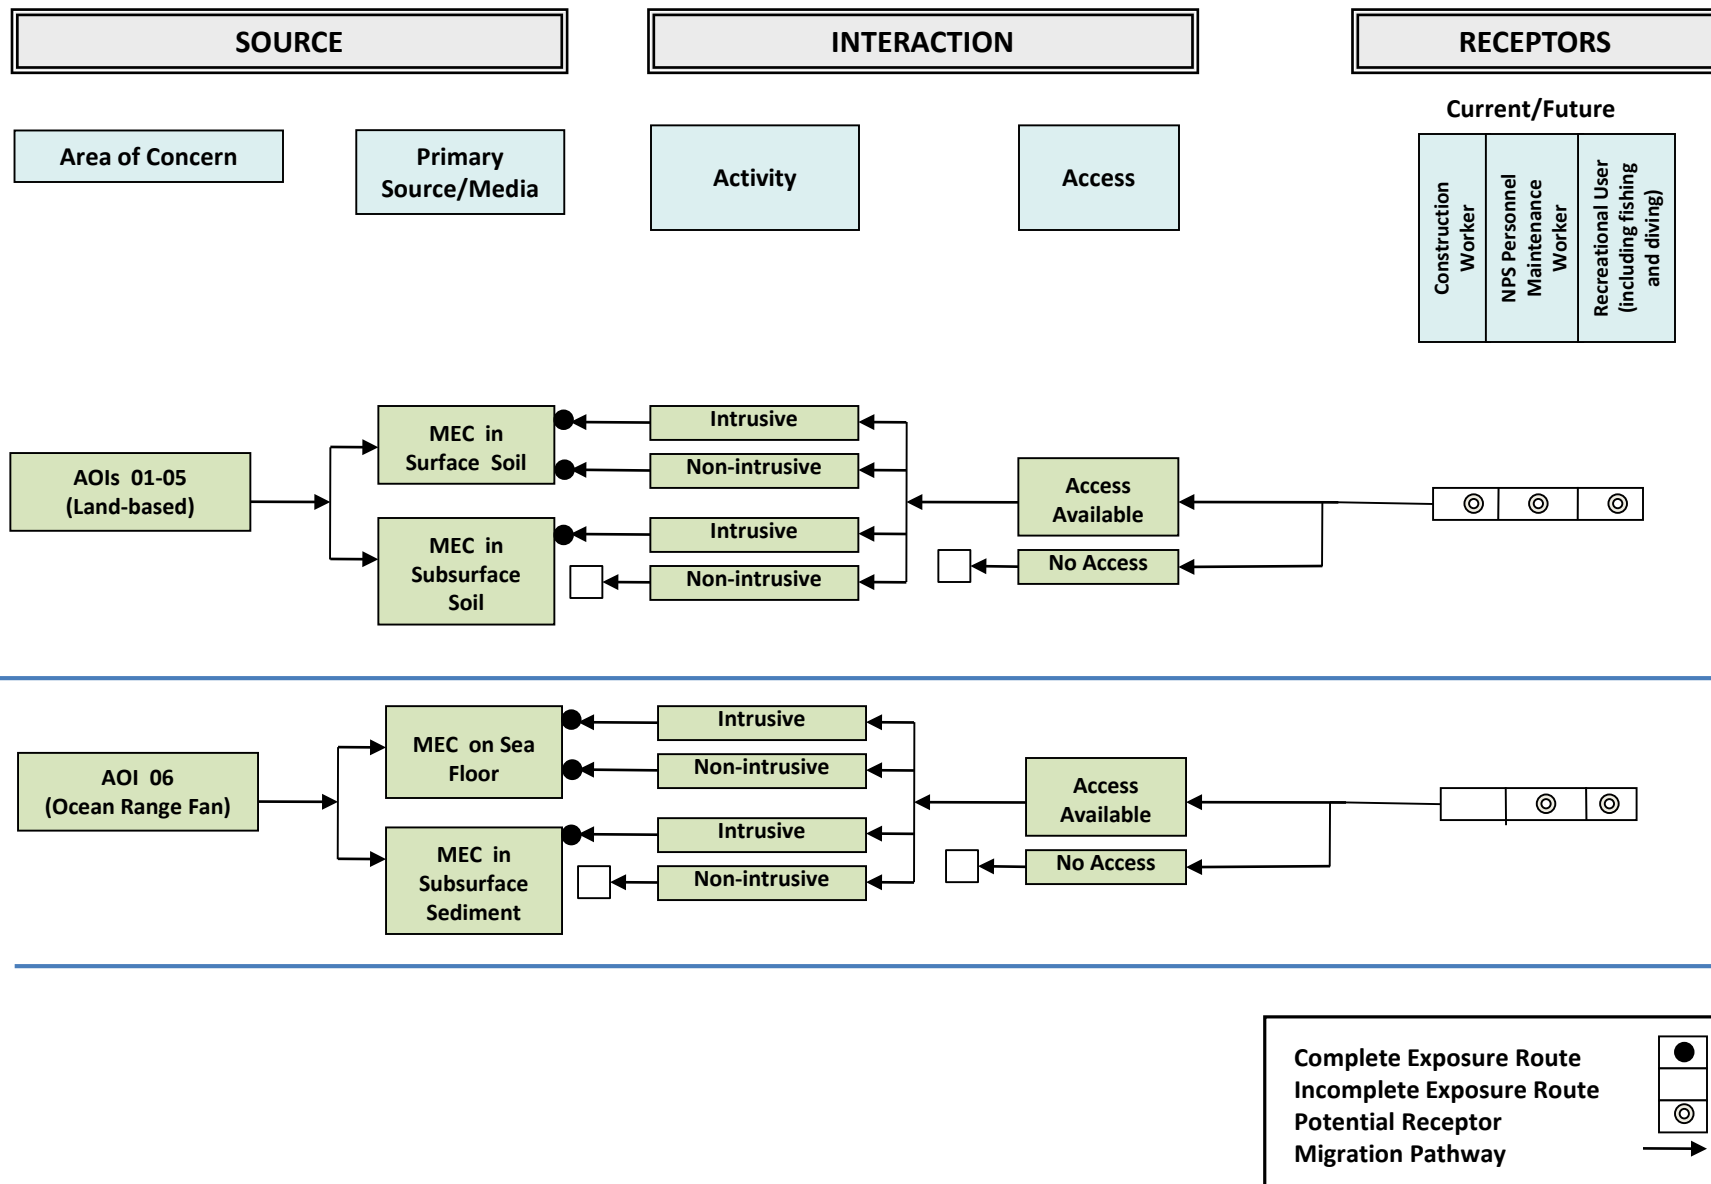 SOURCE
INTERACTION
RECEPTORS
Current/Future
Area of Concern
Primary
Source/Media
Activity
Access
Construction
Worker
NPS Personnel
Maintenance
Worker
Recreational User
(including fishing
and diving)
AOIs 01-05
(Land-based)
MEC in
Surface Soil
MEC in
Subsurface
Soil
Intrusive
Non-intrusive
Intrusive
Non-intrusive
Access
Available
No Access
AOI 06
(Ocean Range Fan)
MEC on Sea
Floor
MEC in
Subsurface
Sediment
Intrusive
Non-intrusive
Intrusive
Non-intrusive
Access
Available
No Access
Complete Exposure Route
Incomplete Exposure Route
Potential Receptor
Migration Pathway